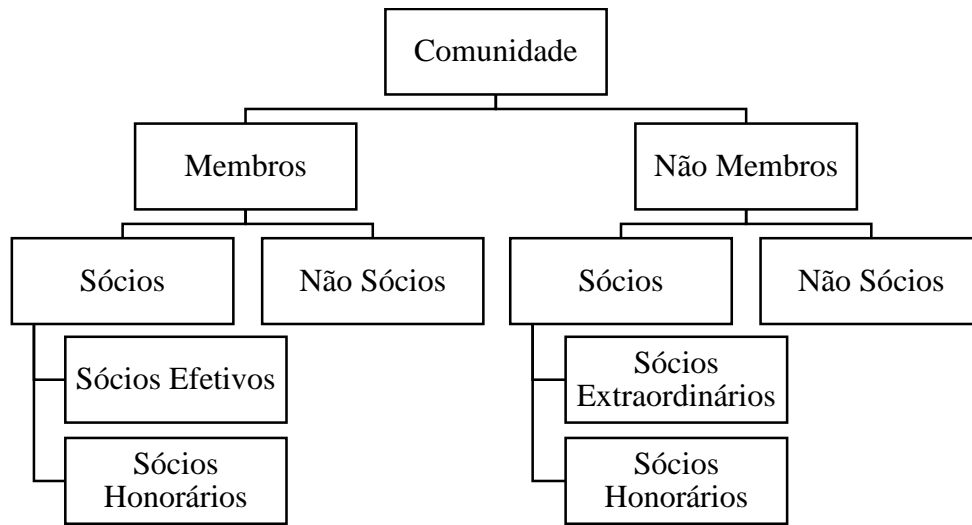 Comunidade
Membros
Não Membros
Sócios
Não Sócios
Sócios
Não Sócios
Sócios Efetivos
Sócios
Extraordinários
Sócios
Honorários
Sócios
Honorários